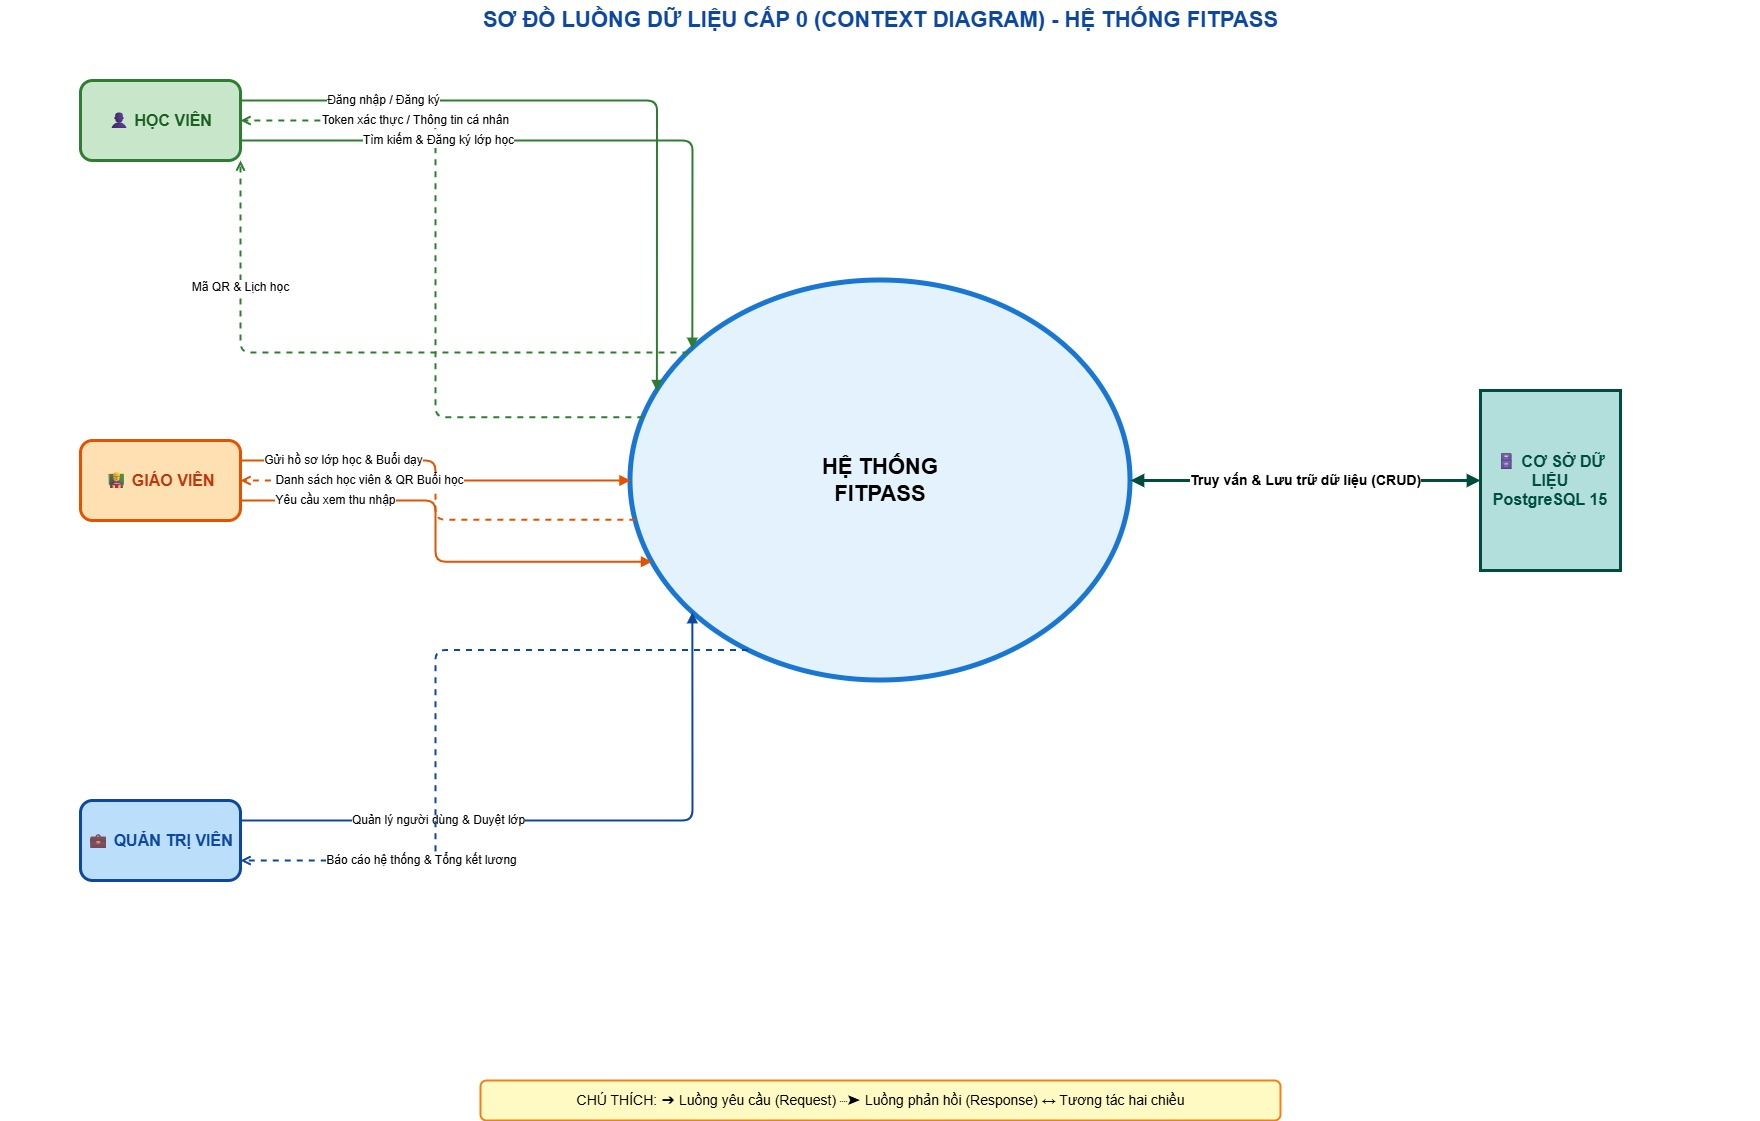 SƠ ĐỒ LUỒNG DỮ LIỆU CẤP 0 (CONTEXT DIAGRAM) - HỆ THỐNG FITPASS
HỌC VIÊN
Đăng nhập / Đăng ký
Token xác thực / Thông tin cá nhân
Tìm kiếm & Đăng ký lớp học
Mã QR & Lịch học
GIÁO VIÊN
Gửi hồ sơ lớp học & Buổi dạy
Danh sách học viên & QR Buổi học
Yêu cầu xem thu nhập
HỆ THỐNG
FITPASS
Truy vấn & Lưu trữ dữ liệu (CRUD)
CƠ SỞ DỮ
LIỆU
PostgreSQL 15
QUẢN TRỊ VIÊN
Quản lý người dùng & Duyệt lớp
Báo cáo hệ thống & Tổng kết lương
CHÚ THÍCH: ➔ Luồng yêu cầu (Request) ┈➤ Luồng phản hồi (Response) ↔ Tương tác hai chiều